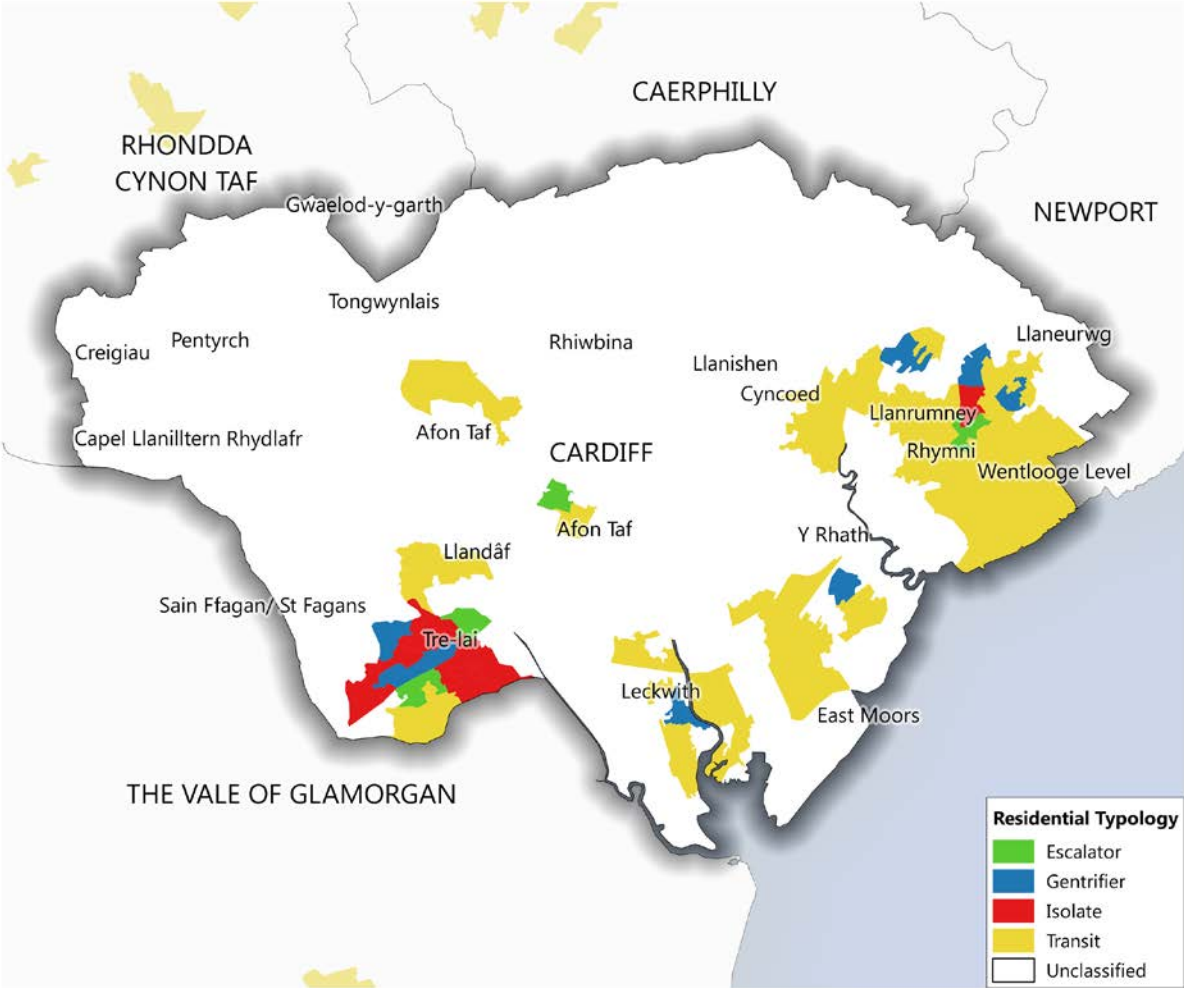 CAERPHILLY
RHONDDA
CYNON TAF
Gwaelod-y-garth
NEWPORT
Tongwynlais
Llaneurwg
Pentyrch
Rhiwbina
Creigiau
Llanishen
Cyncoed
Llanrumney
Afon Taf
Capel Llanilltern Rhydlafr
CARDIFF
Rhymni
Wentlooge Level
Afon Taf
Y Rhath
Llandâf
Sain Ffagan/ St Fagans
Tre-lai
Leckwith
East Moors
THE VALE OF GLAMORGAN
Residential Typology
Escalator
Gentrifier
Isolate
Transit
Unclassified